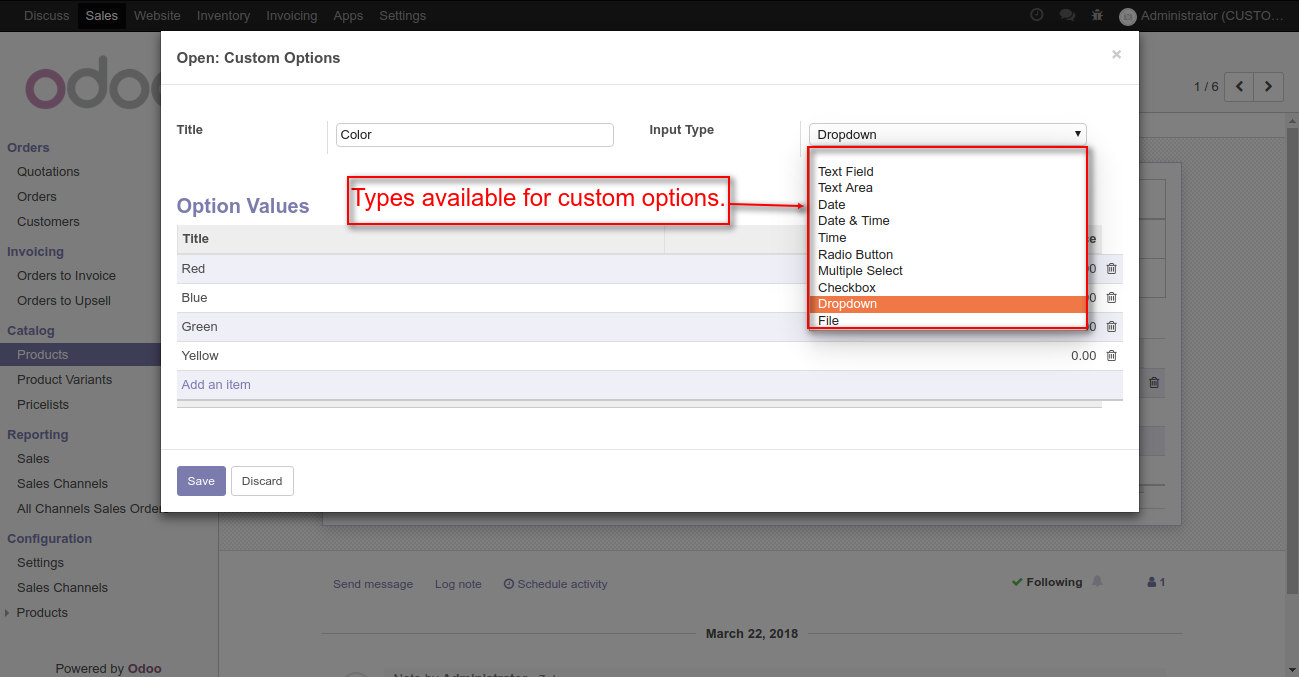 Discuss Sales Website Inventory Invoicing Apps Settings Administrator (CUSTO...
odoo
Open: Custom Options ×
1 / 6
Title Color Input Type Dropdown
Text Field
Text Area
Date
Date & Time
Time
Radio Button
Multiple Select
Checkbox
Dropdown
File
Types available for custom options.
Option Values
Title
Red
Blue
Green
Yellow 0.00
Add an item
Save Discard
Orders
Quotations
Orders
Customers
Invoicing
Orders to Invoice
Orders to Upsell
Catalog
Products
Product Variants
Pricelists
Reporting
Sales
Sales Channels
All Channels Sales Orde
Configuration
Settings
Sales Channels
Products
Powered by Odoo
Send message Log note Schedule activity Following 1
March 22, 2018
Note by Administrator